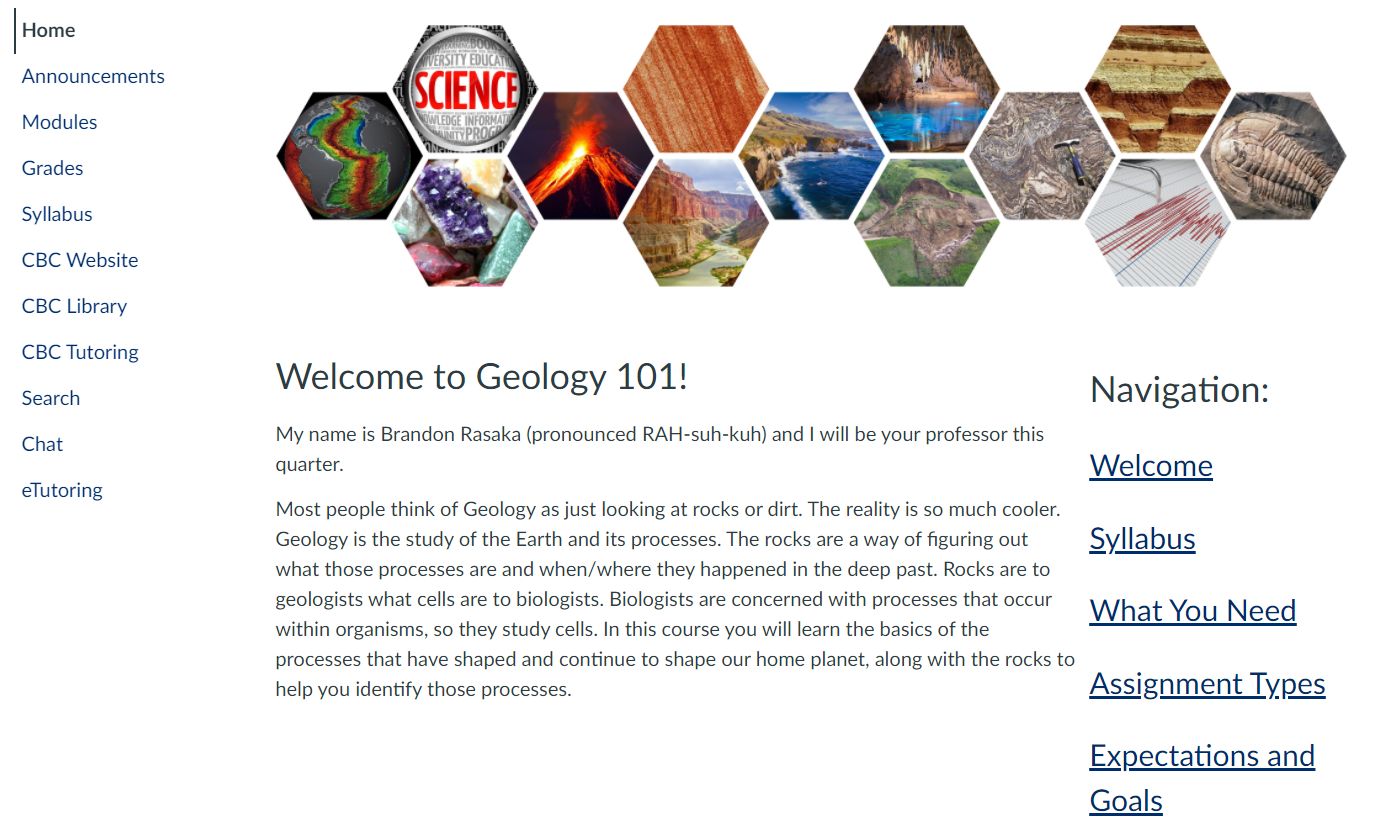 Home
Announcements
Modules
Grades
Syllabus
CBC Website
CBC Library
CBC Tutoring
Search
Chat
eTutoring
SCIENCE
Welcome to Geology 101!
My name is Brandon Rasaka (pronounced RAH-suh-kuh) and I will be your professor this
quarter.
Most people think of Geology as just looking at rocks or dirt. The reality is so much cooler.
Geology is the study of the Earth and its processes. The rocks are a way of figuring out
what those processes are and when/where they happened in the deep past. Rocks are to
geologists what cells are to biologists. Biologists are concerned with processes that occur
within organisms, so they study cells. In this course you will learn the basics of the
processes that have shaped and continue to shape our home planet, along with the rocks to
help you identify those processes.
Navigation:
Welcome
Syllabus
What You Need
Assignment Types
Expectations and
Goals